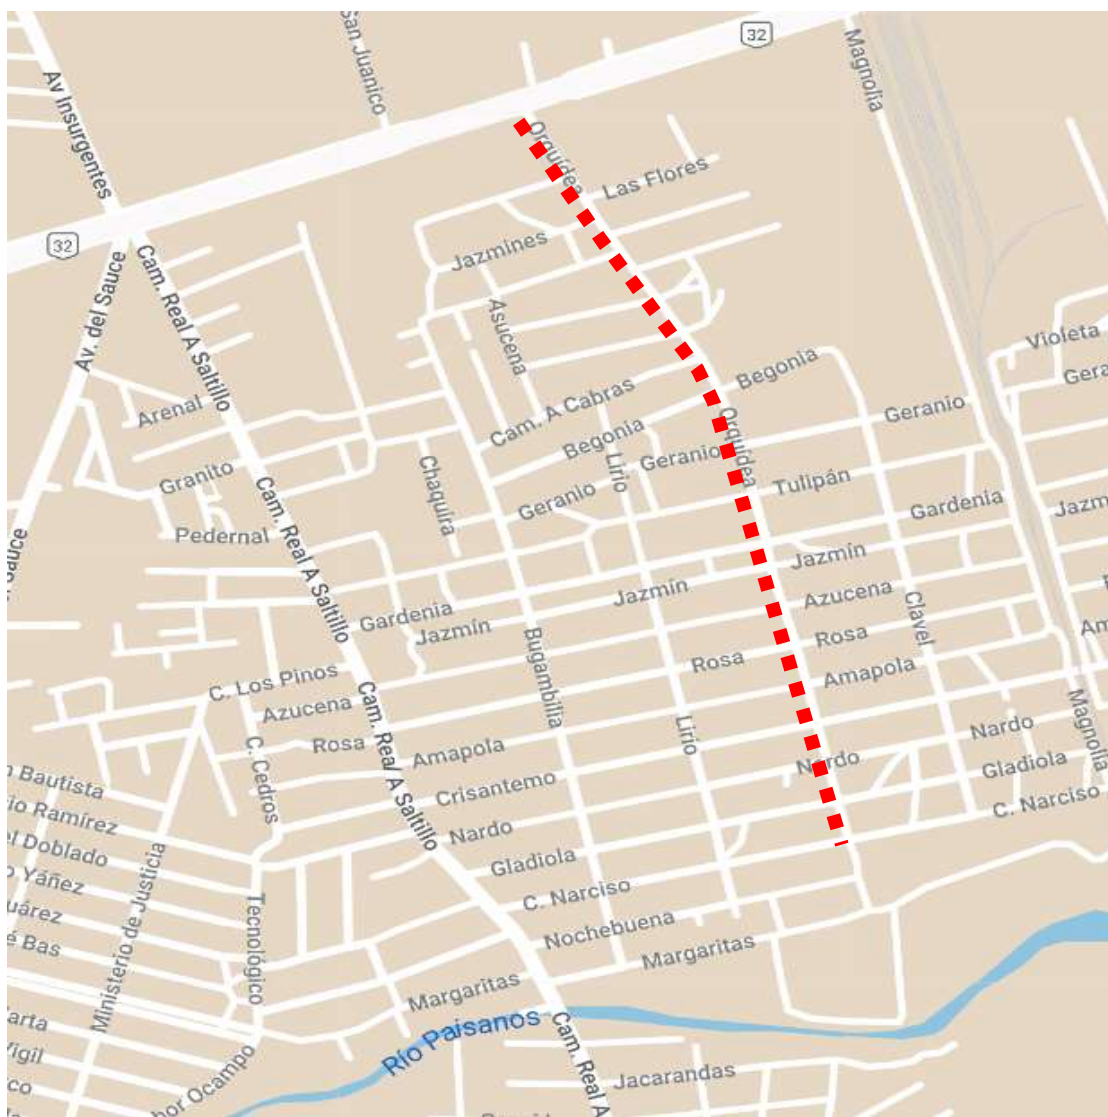 San Juanico
32
Magnolia
Av Insurgentes
Orquídea
Las Flores
32
Jazmines
Cam. Real A Saltillo
Av. del Sauce
Asucena
Violeta
Begonia
Cam. A Cabras
Arenal
Geranio
Orquídea
Begonia
Geranio
Lirio
Chaquira
Granito
Tulipán
Geranio
Gardenia
Pedernal
Cam. Real A Saltillo
Sauce
Jazmín
Jazmín
Azucena
Clavel
Gardenia
Jazmín
Rosa
Bugambilia
Rosa
Amapola
C. Los Pinos
Azucena
Cam. Real A Saltillo
Lirio
Magnolia
Rosa
Amapola
Nardo
C. Cedros
Nardo
Gladiola
Bautista
Crisantemo
C. Narciso
Ramírez
Nardo
Doblado
Gladiola
Yáñez
Ministerio de Justicia
C. Narciso
Tecnológico
Nochebuena
Bas
Margaritas
Margaritas
Río Paisanos
Cam. Real A
Ocampo
Jacarandas